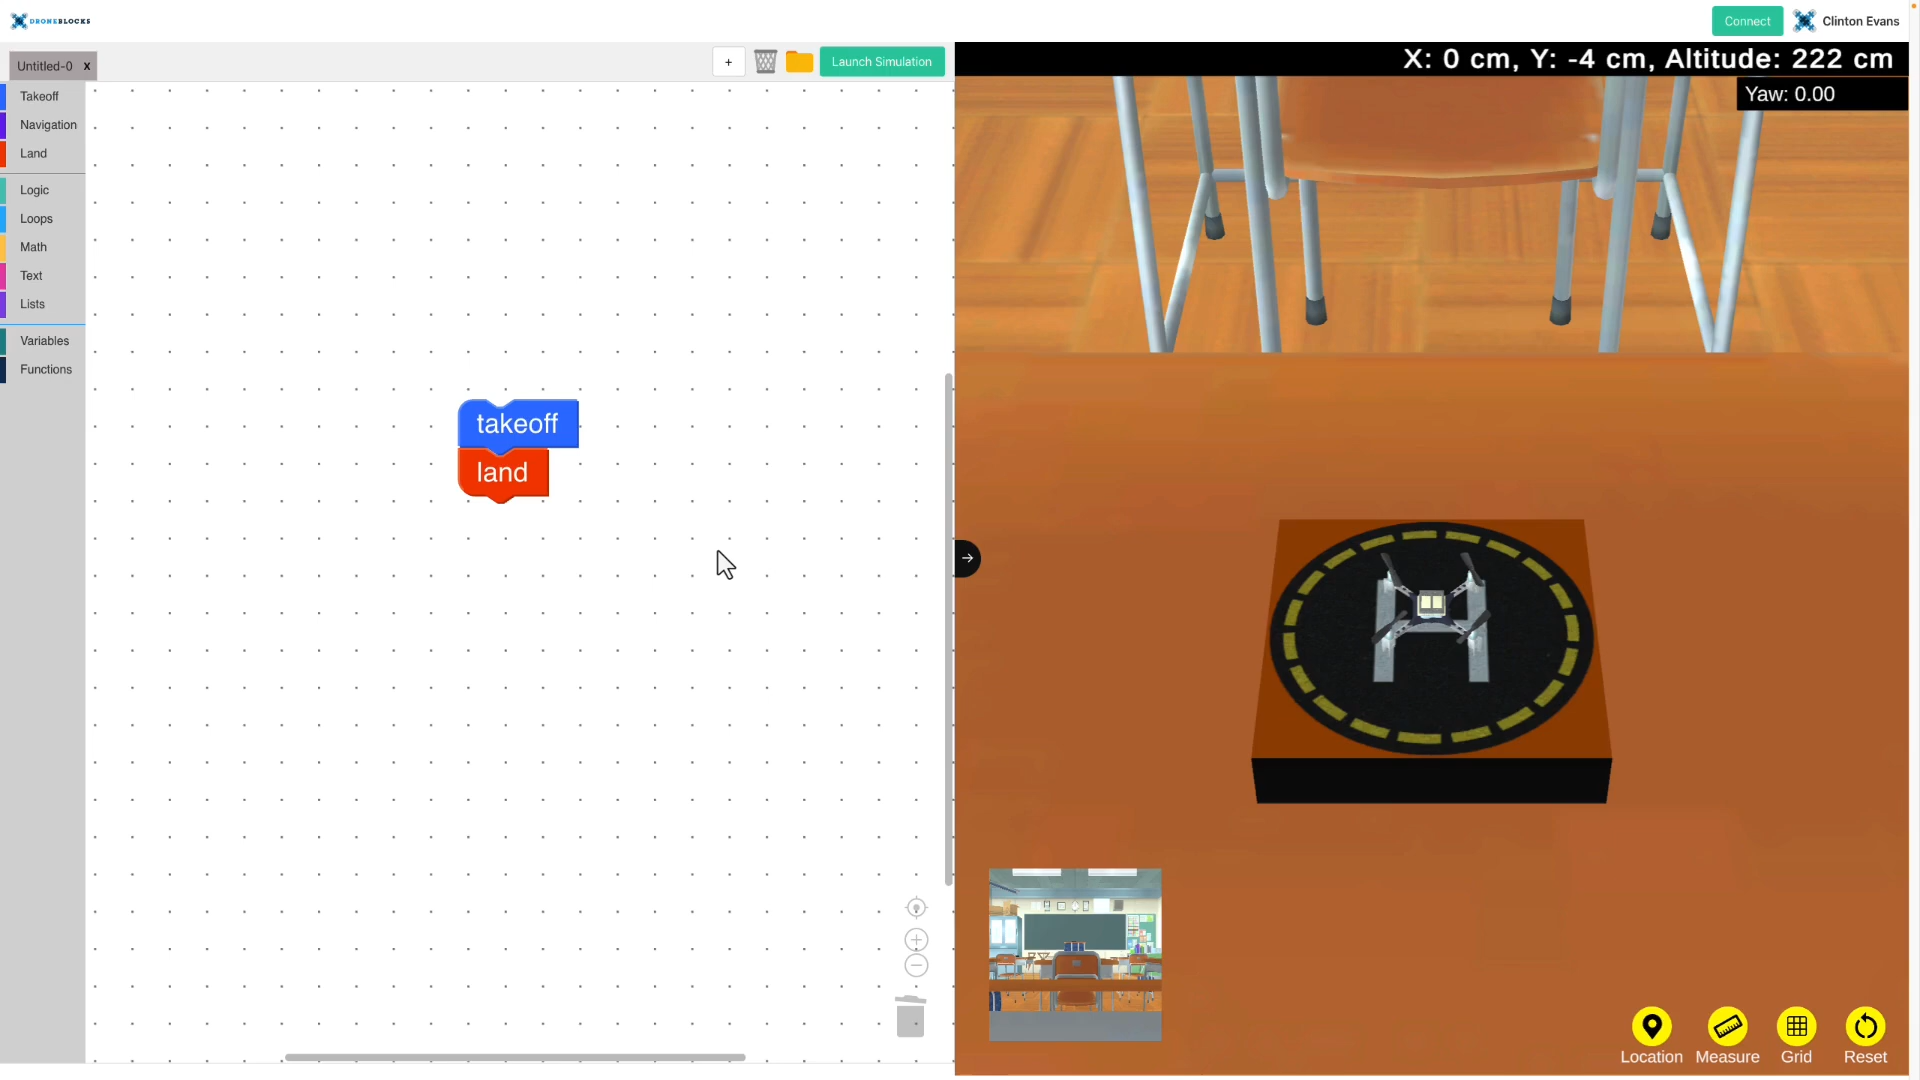 DRONEBLOCKS
Connect
Clinton Evans
Untitled-0 x
+
Launch Simulation
X: 0 cm, Y: -4 cm, Altitude: 222 cm
Yaw: 0.00
Takeoff
Navigation
Land
Logic
Loops
Math
Text
Lists
Variables
Functions
takeoff
land
H
Location
Measure
Grid
Reset